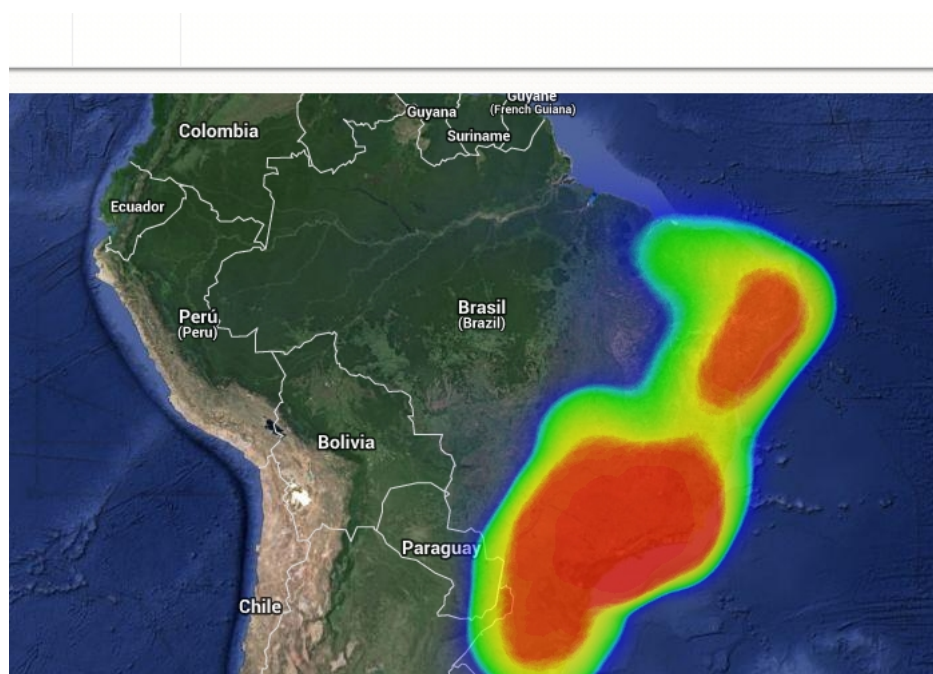 Guyane
(French Guiana)
Guyana
Colombia
Suriname
Ecuador
Brasil
(Brazil)
Perú
(Peru)
Bolivia
Paraguay
Chile